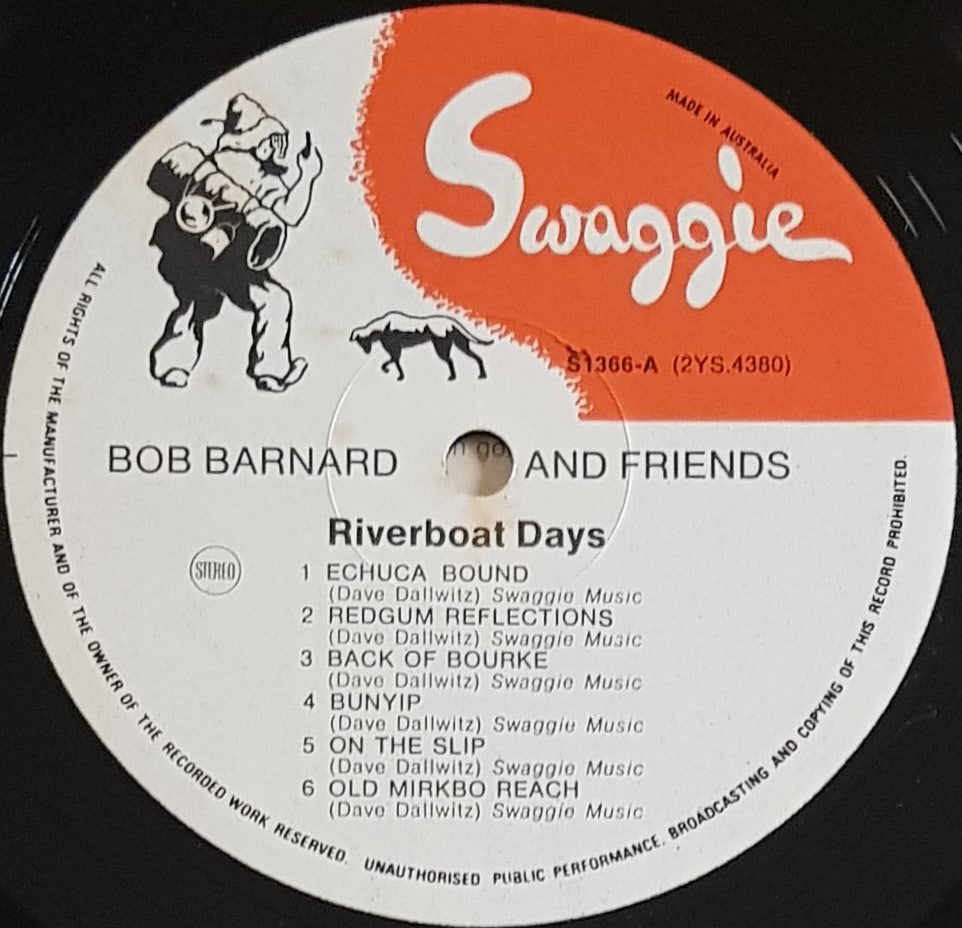 Swaggie
MADE IN AUSTRALIA
S1366-A (2YS.4380)
BOB BARNARD AND FRIENDS
Riverboat Days
STEREO
1 ECHUCA BOUND
(Dave Dallwitz) Swaggie Music
2 REDGUM REFLECTIONS
(Dave Dallwitz) Swaggie Music
3 BACK OF BOURKE
(Dave Dallwitz) Swaggie Music
4 BUNYIP
(Dave Dallwitz) Swaggie Music
5 ON THE SLIP
(Dave Dallwitz) Swaggie Music
6 OLD MIRKBO REACH
(Dave Dallwitz) Swaggie Music
ALL RIGHTS OF THE MANUFACTURER AND OF THE OWNER OF THE RECORDED WORK RESERVED. UNAUTHORISED PUBLIC PERFORMANCE, BROADCASTING AND COPYING OF THIS RECORD PROHIBITED.